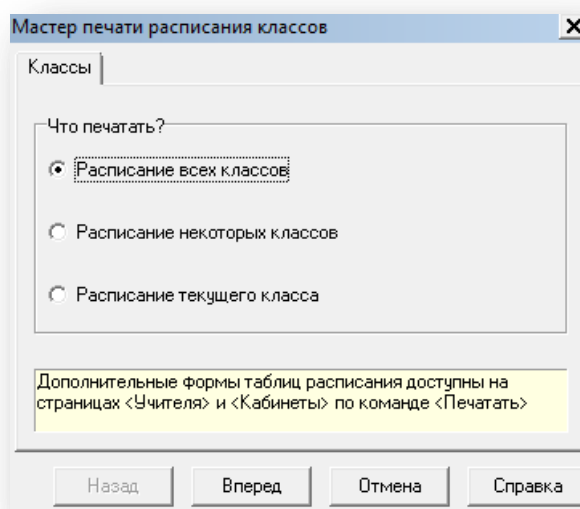 Мастер печати расписания классов
Классы
Что печатать?
Расписание всех классов
Расписание некоторых классов
Расписание текущего класса
Дополнительные формы таблиц расписания доступны на
страницах <Учителя> и <Кабинеты> по команде <Печатать>
Назад Вперед Отмена Справка